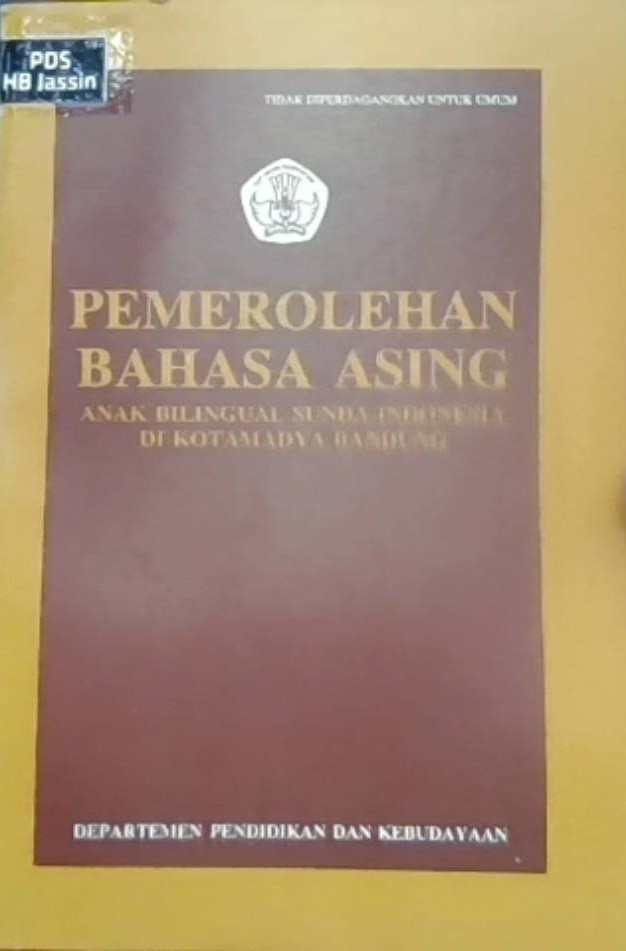 PDS
HB Jassin
TIDAK DIPERDAGANGKAN UNTUK UMUM
PEMEROLEHAN
BAHASA ASING
ANAK BILINGUAL SUNDA INDONESIA
DI KOTAMADYA BANDUNG
DEPARTEMEN PENDIDIKAN DAN KEBUDAYAAN